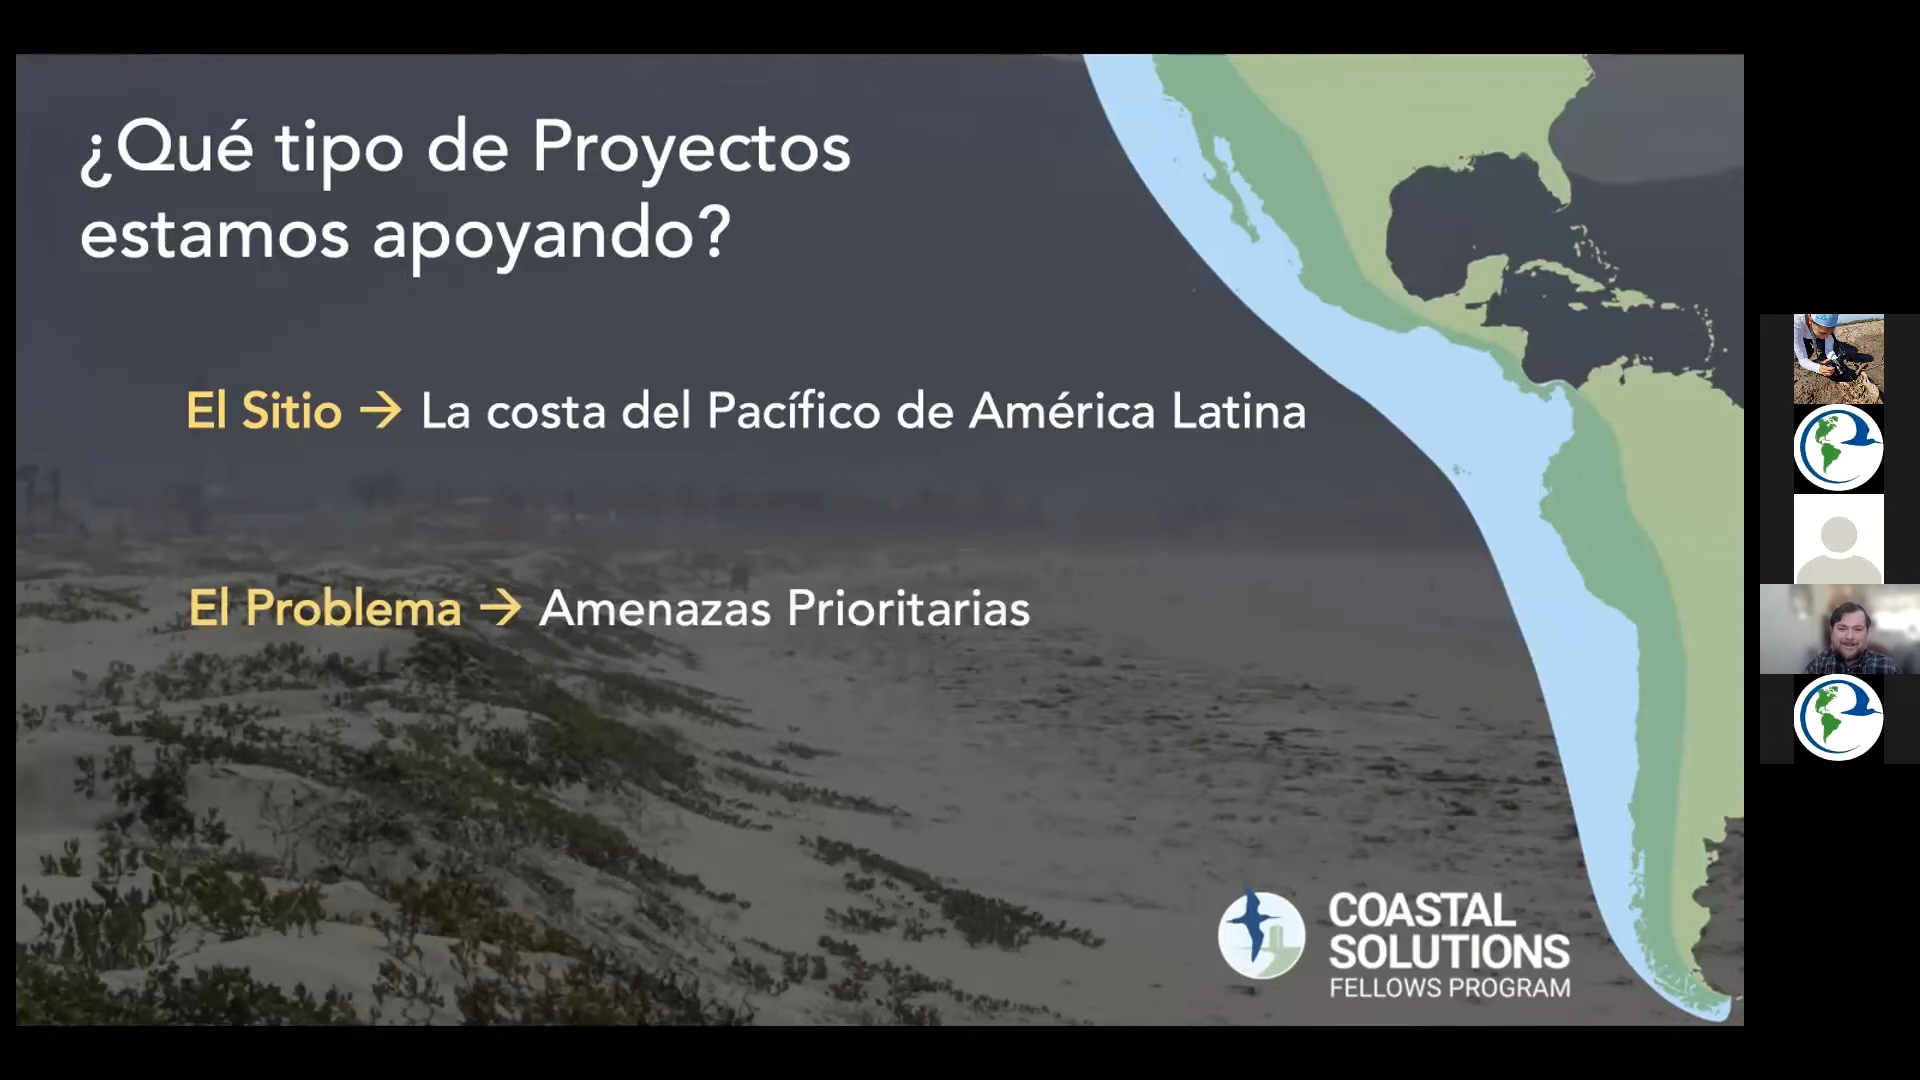 ¿Qué tipo de Proyectos
estamos apoyando?
El Sitio → La costa del Pacífico de América Latina
El Problema → Amenazas Prioritarias
COASTAL
SOLUTIONS
FELLOWS PROGRAM